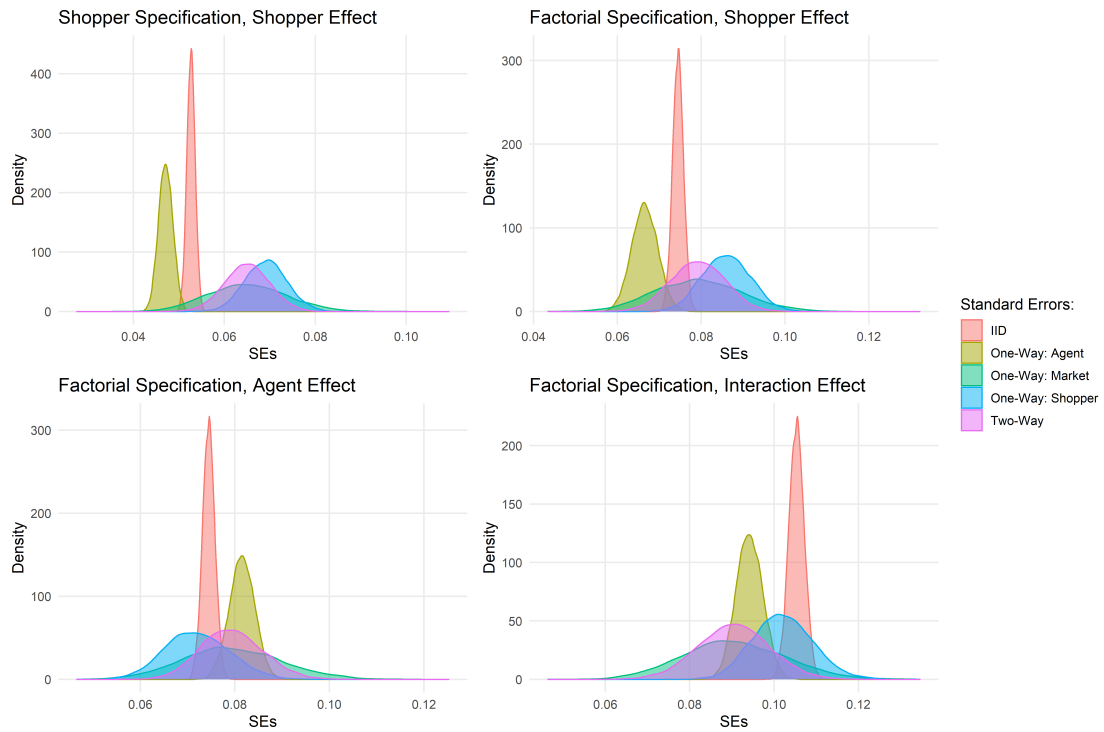 Shopper Specification, Shopper Effect
Density
400
300
200
100
0
0.04
0.06
0.08
0.10
SEs
Factorial Specification, Shopper Effect
Density
300
200
100
0
0.04
0.06
0.08
0.10
0.12
SEs
Factorial Specification, Agent Effect
Density
300
200
100
0
0.06
0.08
0.10
0.12
SEs
Factorial Specification, Interaction Effect
Density
200
150
100
50
0
0.06
0.08
0.10
0.12
SEs
Standard Errors:
IID
One-Way: Agent
One-Way: Market
One-Way: Shopper
Two-Way